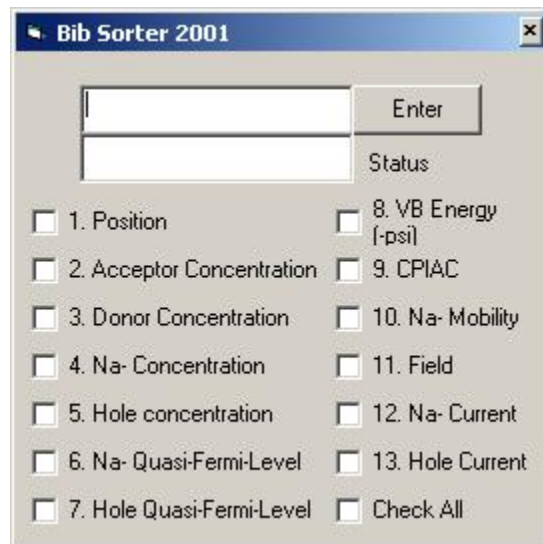 Bib Sorter 2001
Enter
Status
1. Position
2. Acceptor Concentration
3. Donor Concentration
4. Na- Concentration
5. Hole concentration
6. Na- Quasi-Fermi-Level
7. Hole Quasi-Fermi-Level
8. VB Energy
(-psi)
9. CPIAC
10. Na- Mobility
11. Field
12. Na- Current
13. Hole Current
Check All